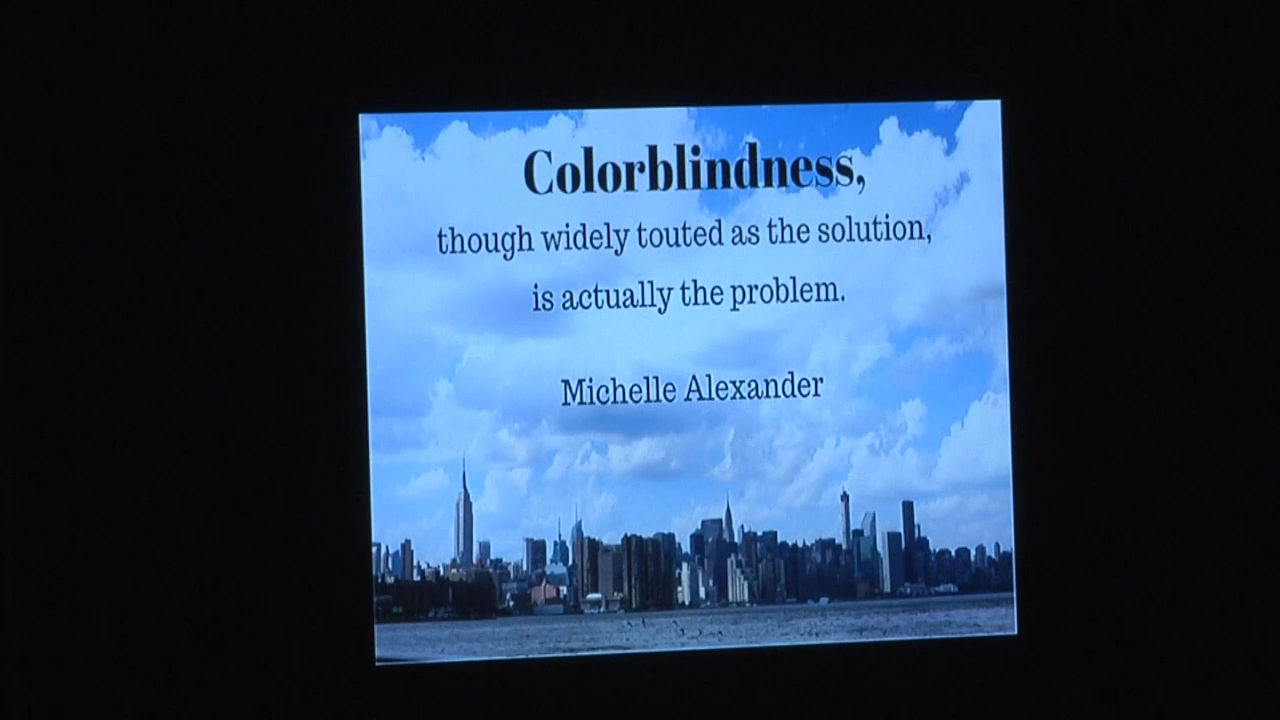 Colorblindness,
though widely touted as the solution,
is actually the problem.
Michelle Alexander